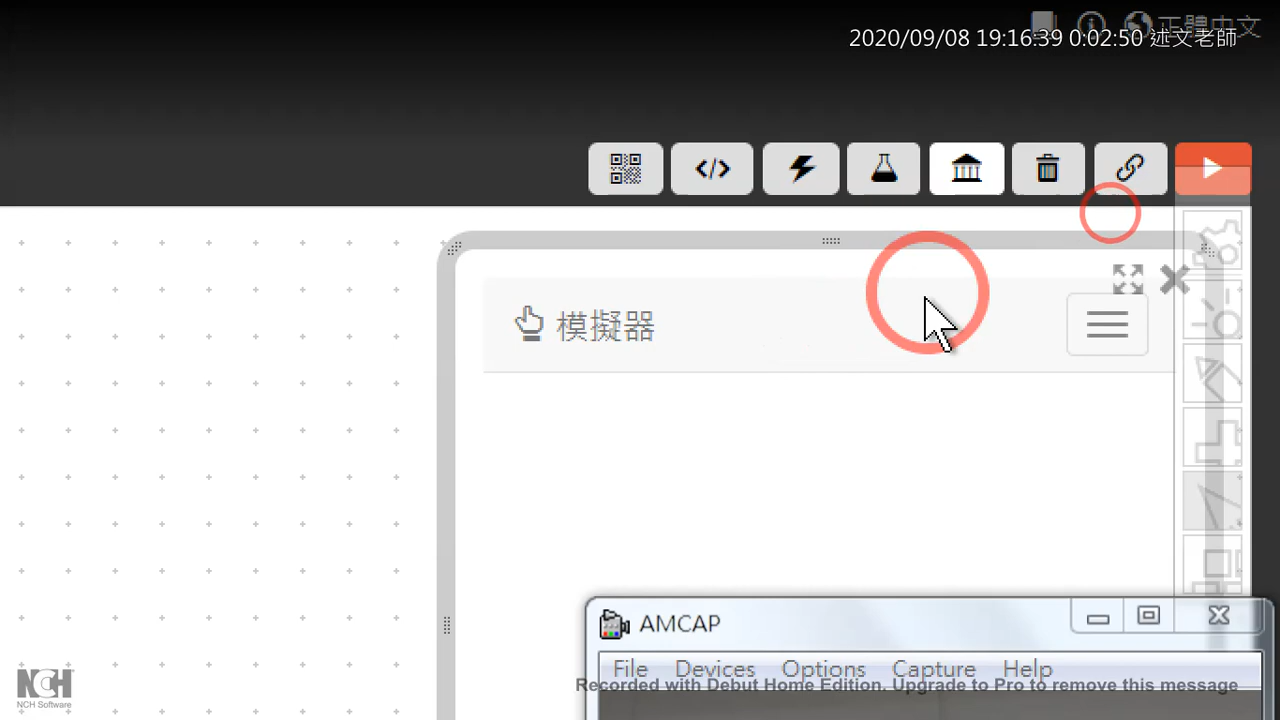 正體中文
2020/09/08 19:16:39 0:02:50 述文老師
</>
模擬器
AMCAP
File Devices Options Capture Help
Recorded with Debut Home Edition. Upgrade to Pro to remove this message
NCH
NCH Software